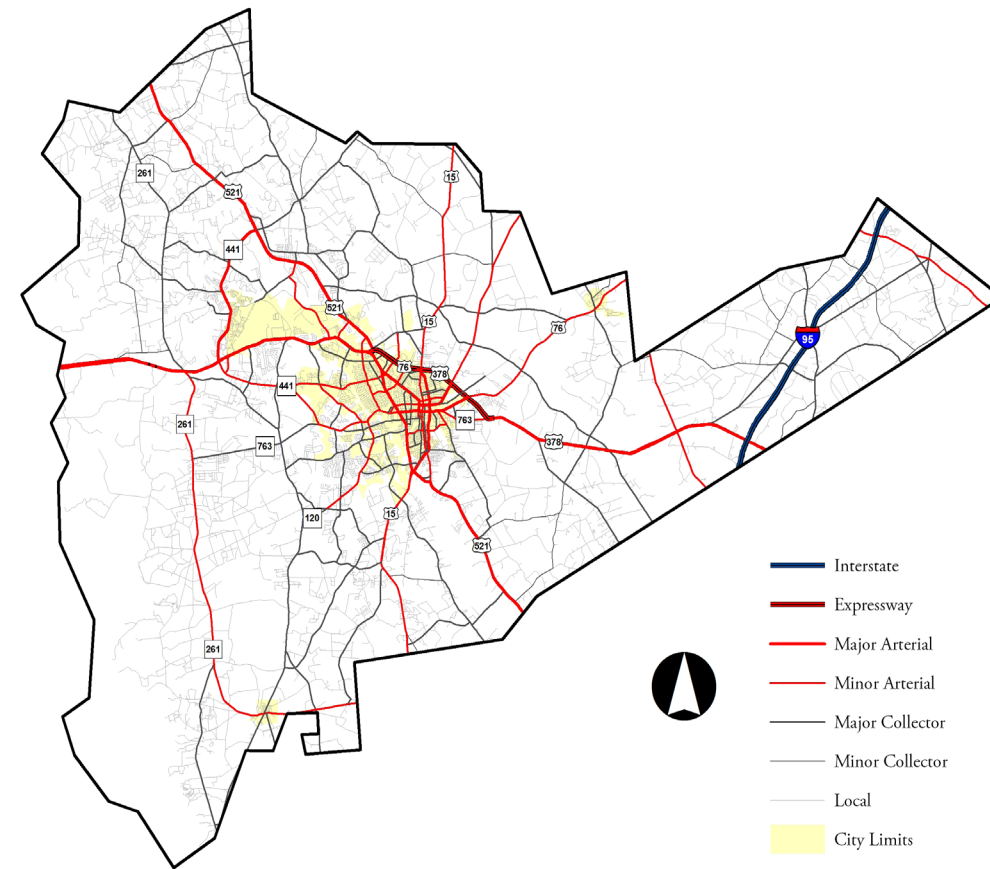 15
261
521
441
521
15
76
95
76
378
441
261
763
763
378
120
15
521
261
Interstate
Expressway
Major Arterial
Minor Arterial
Major Collector
Minor Collector
Local
City Limits